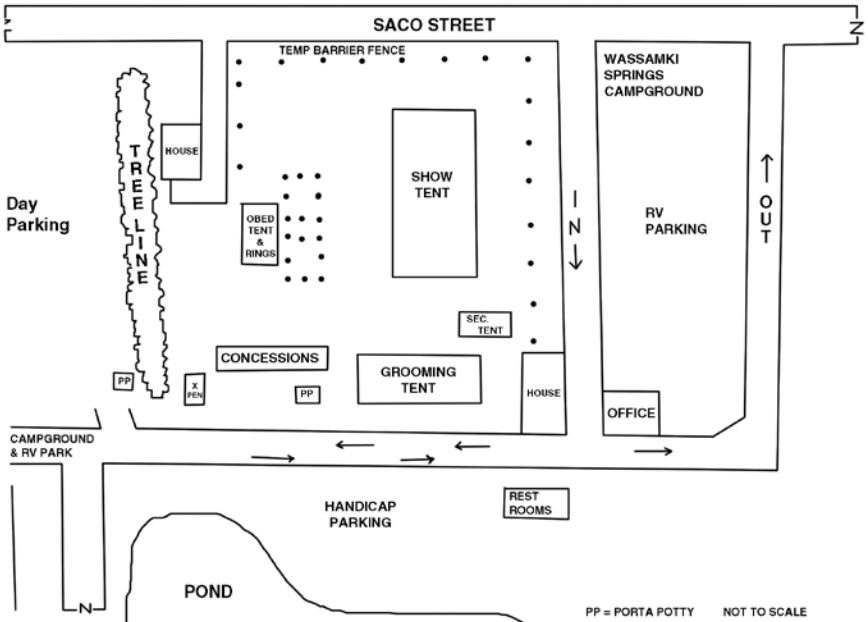 SACO STREET
TEMP BARRIER FENCE
WASSAMKI
SPRINGS
CAMPGROUND
TREE LINE
HOUSE
SHOW
TENT
IN
OUT
Day
Parking
OBED
TENT
&
RINGS
RV
PARKING
SEC.
TENT
CONCESSIONS
GROOMING
TENT
PP
X
PEN
PP
HOUSE
OFFICE
CAMPGROUND
& RV PARK
HANDICAP
PARKING
REST
ROOMS
POND
PP = PORTA POTTY NOT TO SCALE